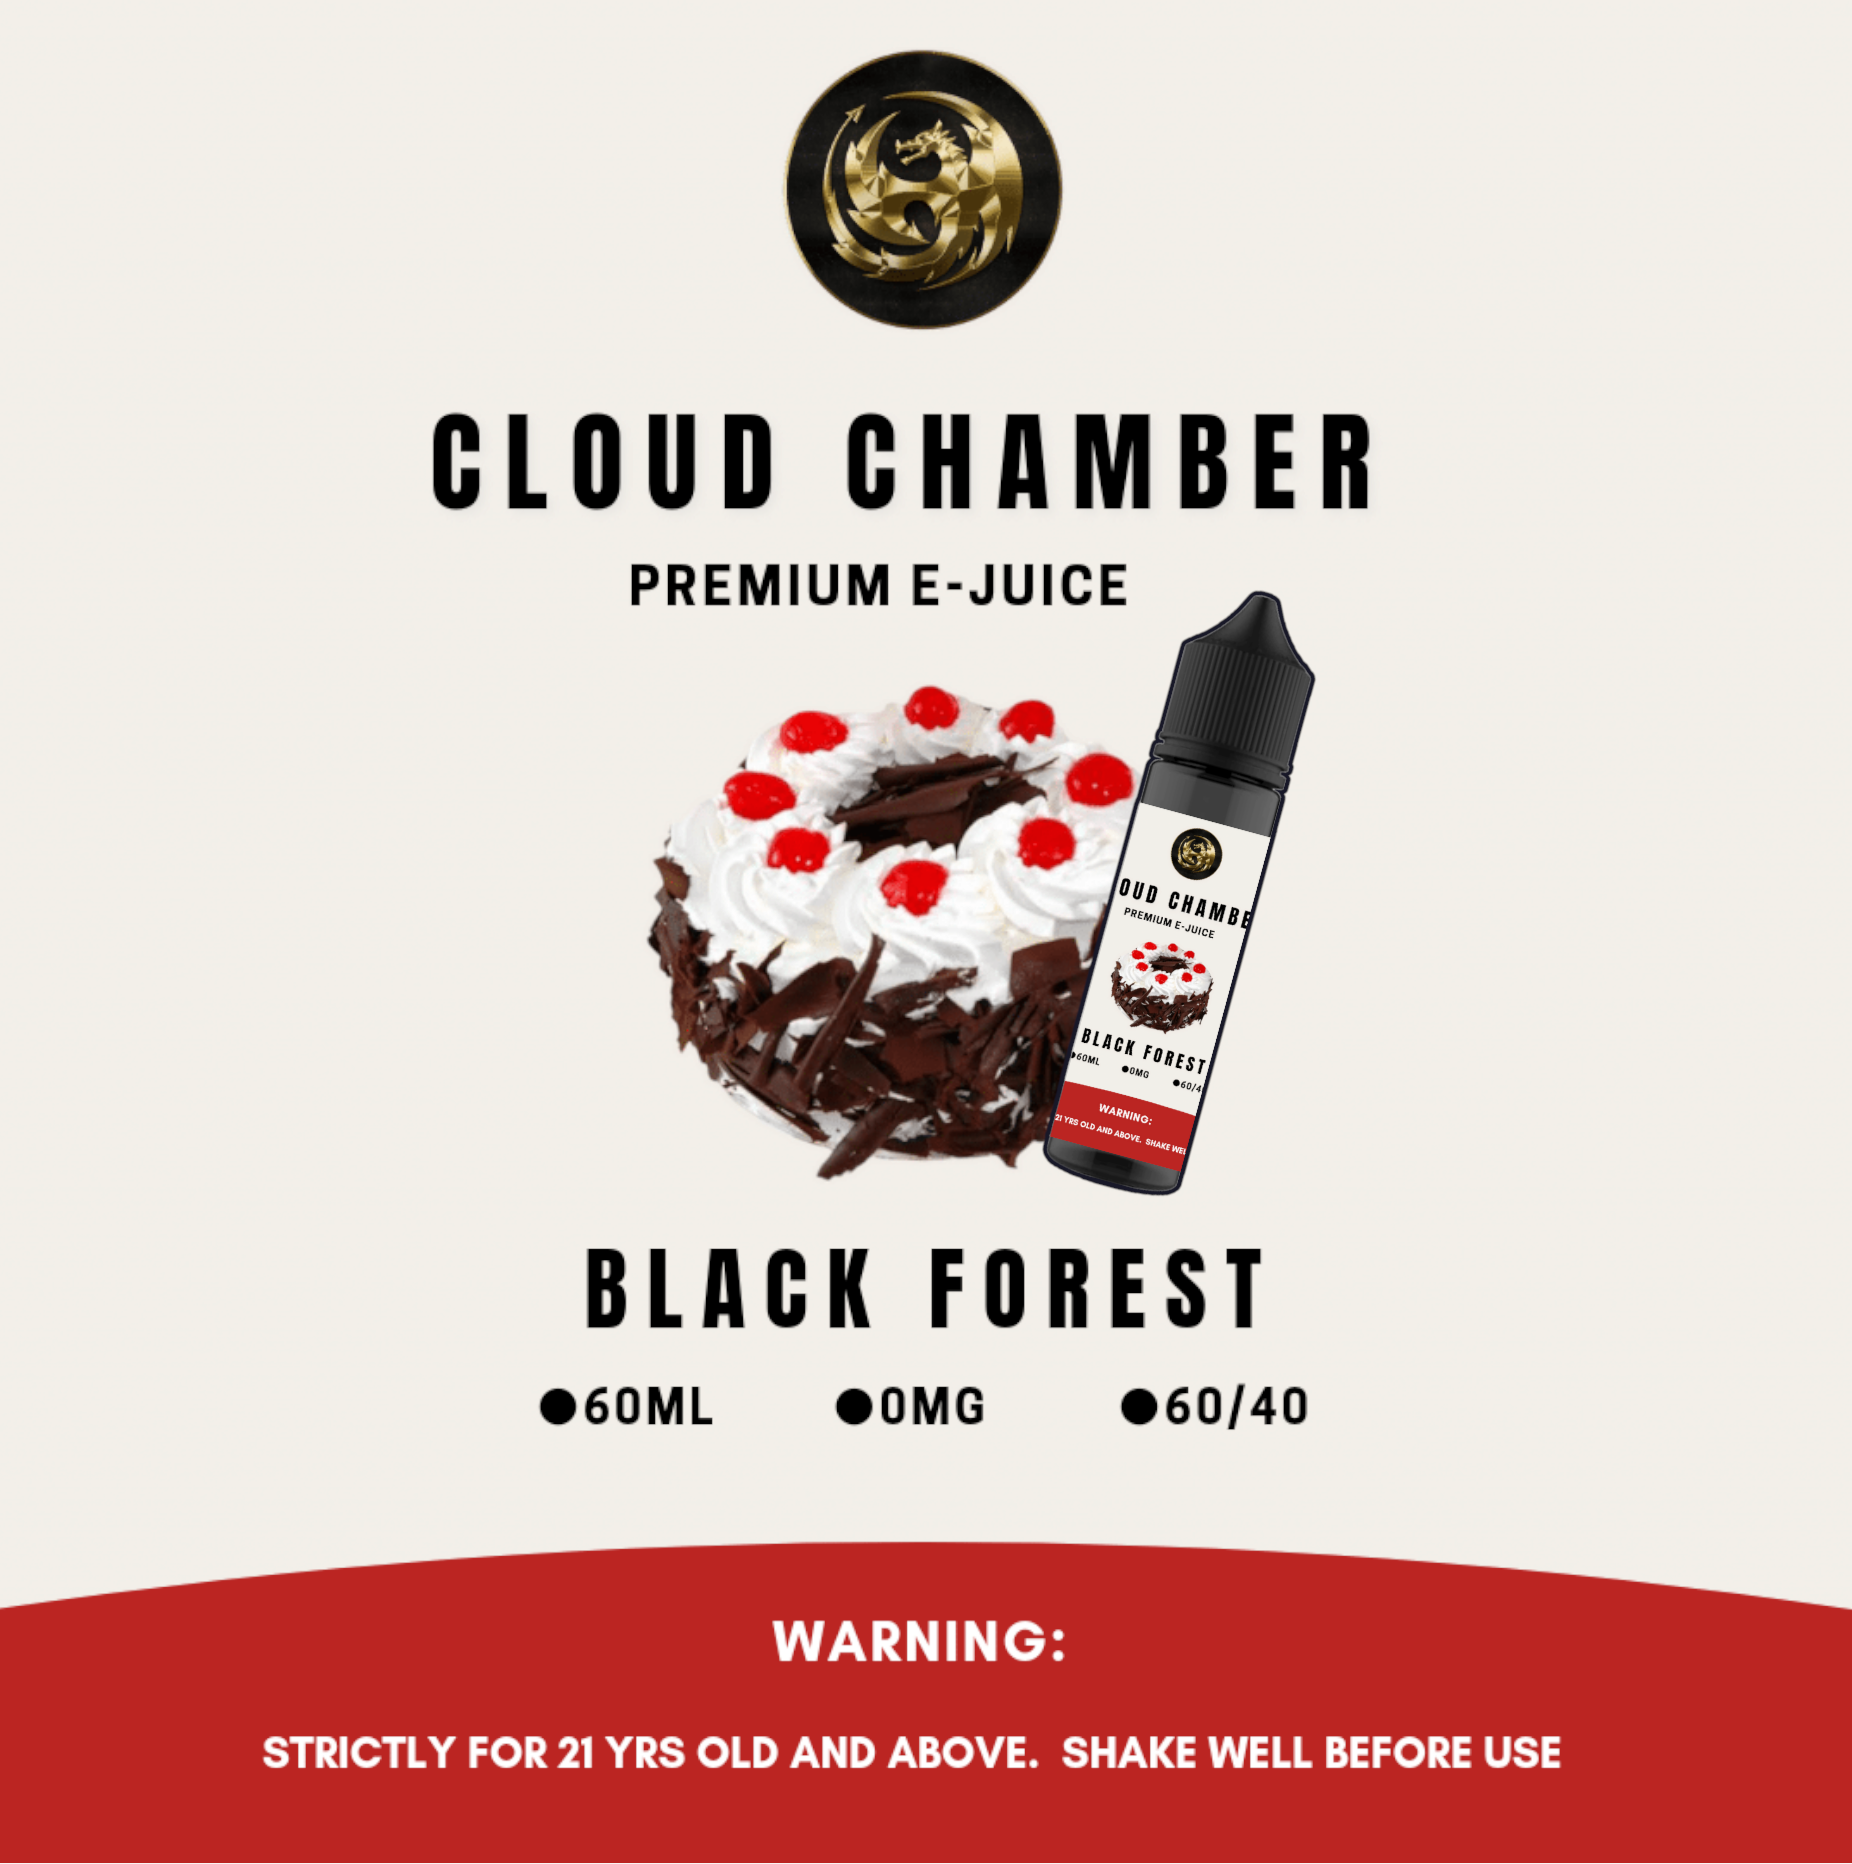 CLOUD CHAMBER
PREMIUM E-JUICE
OUD CHAMBE
PREMIUM E-JUICE
BLACK FOREST
●60ML ●0MG ●60/4
WARNING:
21 YRS OLD AND ABOVE. SHAKE WEL
BLACK FOREST
●60ML ●0MG ●60/40
WARNING:
STRICTLY FOR 21 YRS OLD AND ABOVE. SHAKE WELL BEFORE USE